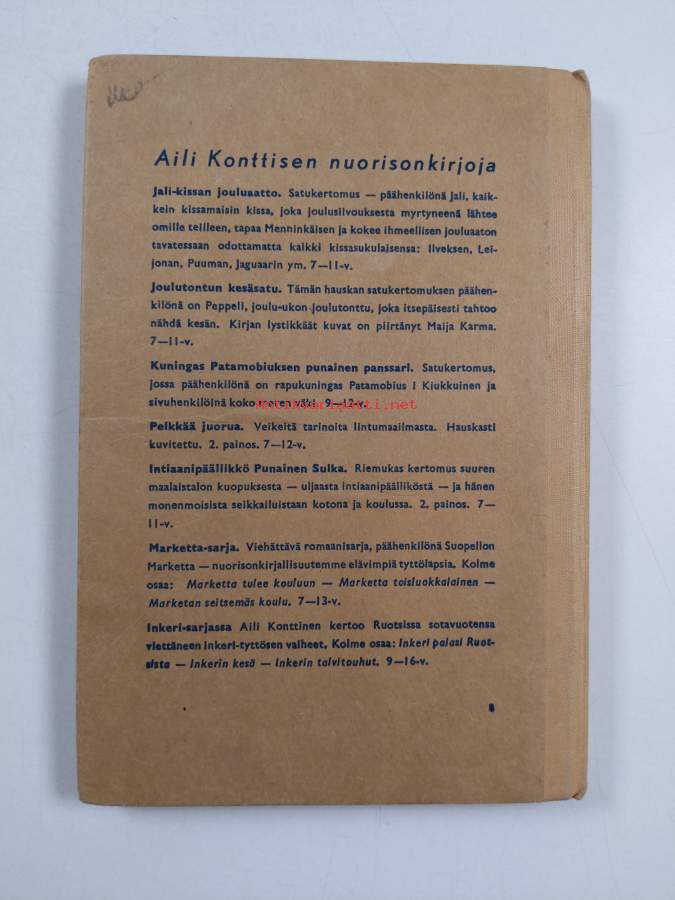 Aili Konttisen nuorisonkirjoja
Jali-kissan jouluaatto. Satukertomus — päähenkilönä Jali, kaik-
kein kissamaisin kissa, joka joulusiivouksesta myrtyneenä lähtee
omille teilleen, tapaa Menninkäisen ja kokee ihmeellisen jouluaaton
tavatessaan odottamatta kaikki kissasukulaisensa: Ilveksen, Lei-
jonan, Puuman, Jaguaarin ym. 7—11-v.
Joulutontun kesäsatu. Tämän hauskan satukertomuksen päähen-
kilönä on Peppeli, joulu-ukon joulutonttu, joka itsepäisesti tahtoo
nähdä kesän. Kirjan lystikkäät kuvat on piirtänyt Maija Karma.
7—11-v.
Kuningas Patamobiuksen punainen panssari. Satukertomus,
jossa päähenkilönä on rapukuningas Patamobius I Kiukkuinen ja
sivuhenkilöinä koko veren väki. 9—12-v.
Antikvariaatti.net
Pelkkää juorua. Veikeitä tarinoita lintumaailmasta. Hauskasti
kuvitettu. 2. painos. 7—12-v.
Intiaanipäällikkö Punainen Sulka. Riemukas kertomus suuren
maalaistalon kuopuksesta — uljaasta intiaanipäälliköstä — ja hänen
monenmoisista seikkailuistaan kotona ja koulussa. 2. painos. 7—
11-v.
Marketta-sarja. Viehättävä romaanisarja, päähenkilönä Suopellon
Marketta — nuorisonkirjallisuutemme elävimpiä tyttölapsia. Kolme
osaa: Marketta tulee kouluun — Marketta toisluokkalainen —
Marketan seitsemäs koulu. 7—13-v.
Inkeri-sarjassa Aili Konttinen kertoo Ruotsissa sotavuotensa
viettäneen Inkeri-tyttösen vaiheet, Kolme osaa: Inkeri palasi Ruot-
sista — Inkerin kesä — Inkerin talvitouhut. 9—16-v.